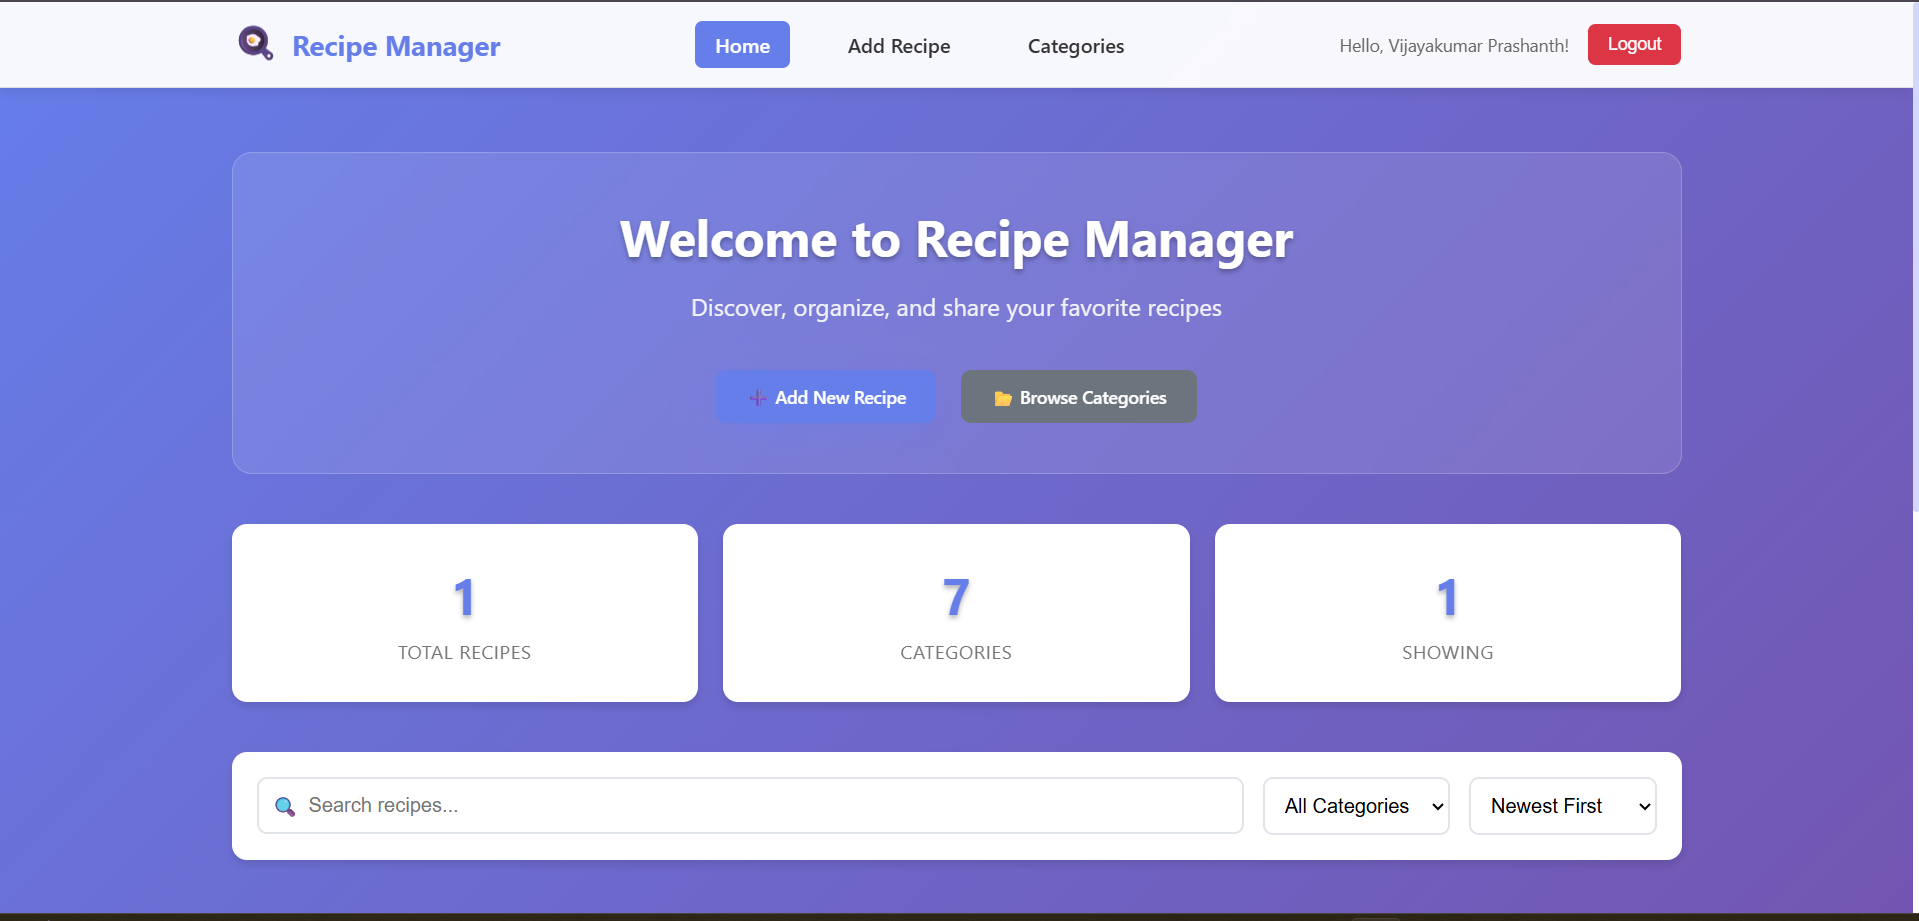 Recipe Manager
Home
Add Recipe
Categories
Hello, Vijayakumar Prashanth!
Logout
Welcome to Recipe Manager
Discover, organize, and share your favorite recipes
Add New Recipe
Browse Categories
1
TOTAL RECIPES
7
CATEGORIES
1
SHOWING
Search recipes...
All Categories
Newest First